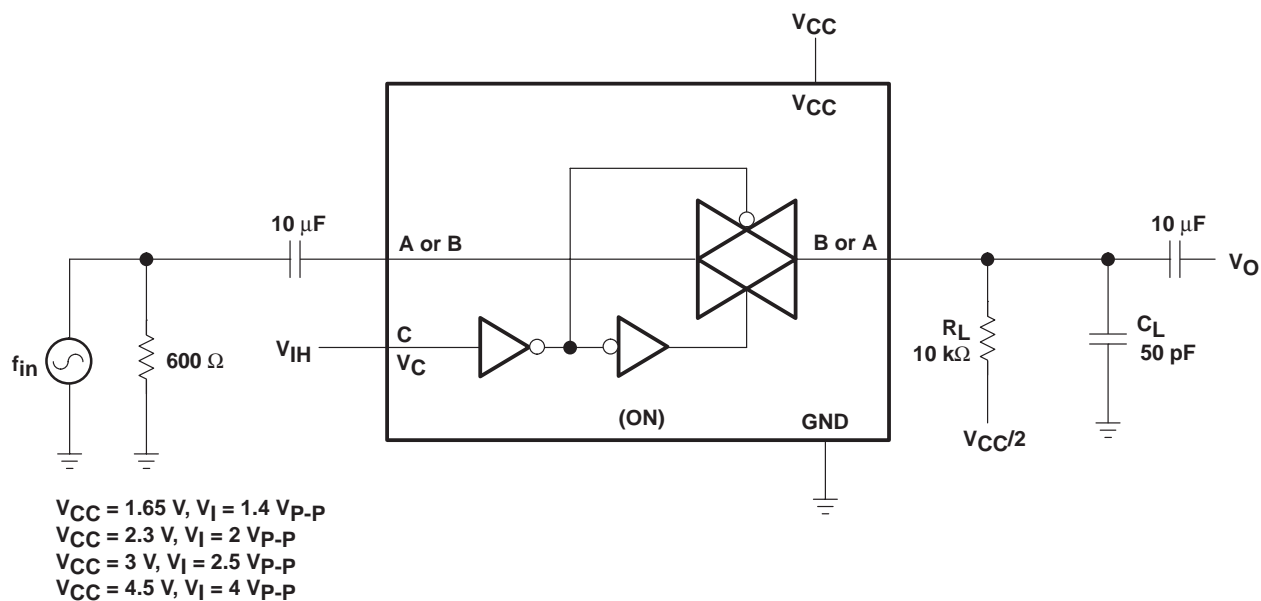 VCC
VCC
10 μF
A or B
B or A
10 μF
VO
fin
600 Ω
VIH
C
VC
RL
10 kΩ
CL
50 pF
(ON)
GND
VCC/2
VCC = 1.65 V, VI = 1.4 VP-P
VCC = 2.3 V, VI = 2 VP-P
VCC = 3 V, VI = 2.5 VP-P
VCC = 4.5 V, VI = 4 VP-P